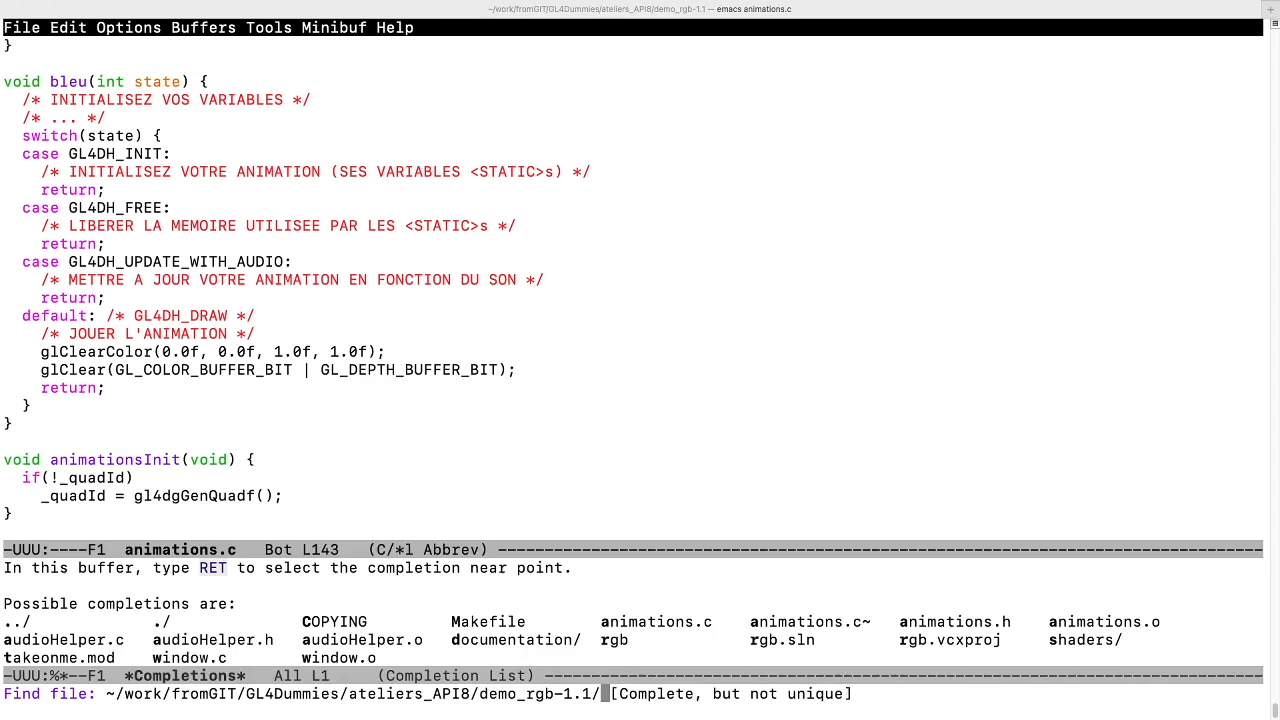 ~/work/fromGIT/GL4Dummies/ateliers_API8/demo_rgb-1.1 — emacs animations.c
File Edit Options Buffers Tools Minibuf Help
}
void bleu(int state) {
  /* INITIALISEZ VOS VARIABLES */
  /* ... */
  switch(state) {
  case GL4DH_INIT:
    /* INITIALISEZ VOTRE ANIMATION (SES VARIABLES <STATIC>s) */
    return;
  case GL4DH_FREE:
    /* LIBERER LA MEMOIRE UTILISEE PAR LES <STATIC>s */
    return;
  case GL4DH_UPDATE_WITH_AUDIO:
    /* METTRE A JOUR VOTRE ANIMATION EN FONCTION DU SON */
    return;
  default: /* GL4DH_DRAW */
    /* JOUER L'ANIMATION */
    glClearColor(0.0f, 0.0f, 1.0f, 1.0f);
    glClear(GL_COLOR_BUFFER_BIT | GL_DEPTH_BUFFER_BIT);
    return;
  }
}
void animationsInit(void) {
  if(!_quadId)
    _quadId = gl4dgGenQuadf();
}
-UUU:----F1  animations.c   Bot L143   (C/*l Abbrev) ------------------------------------------------------------------------------------
In this buffer, type RET to select the completion near point.
Possible completions are:
../ ./ COPYING Makefile animations.c animations.c~ animations.h animations.o
audioHelper.c audioHelper.h audioHelper.o documentation/ rgb rgb.sln rgb.vcxproj shaders/
takeonme.mod window.c window.o
-UUU:%*--F1  *Completions*   All L1     (Completion List) -------------------------------------------------------------------------------
Find file: ~/work/fromGIT/GL4Dummies/ateliers_API8/demo_rgb-1.1/ [Complete, but not unique]